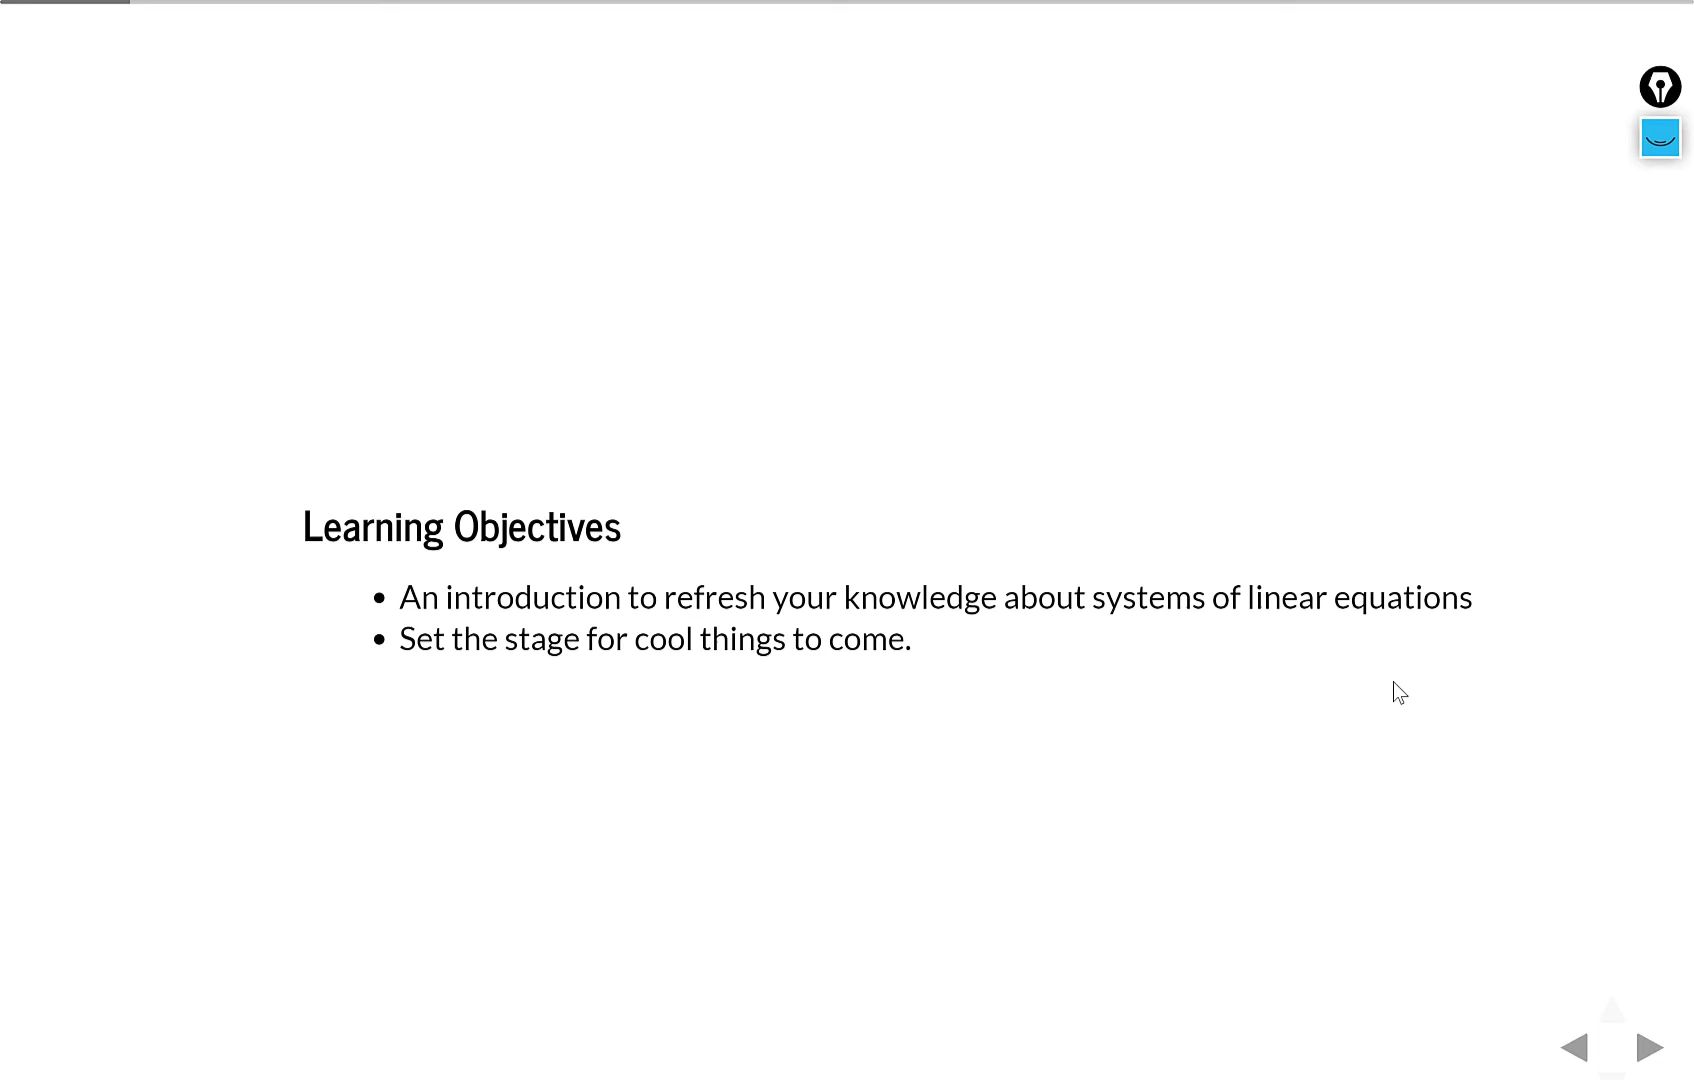 Learning Objectives
An introduction to refresh your knowledge about systems of linear equations
Set the stage for cool things to come.